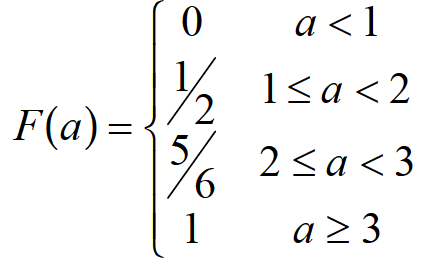 0 a < 1
1/2 1 ≤ a < 2
F(a) =
5/6 2 ≤ a < 3
1 a ≥ 3